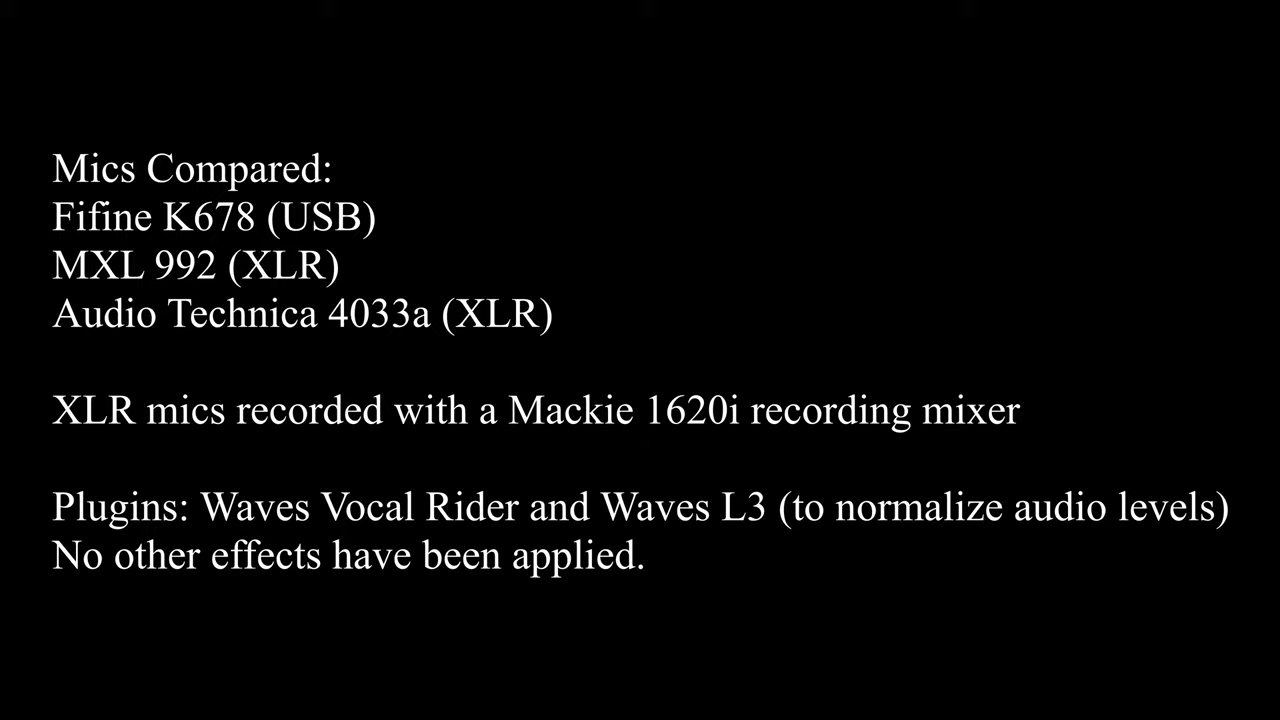 Mics Compared:
Fifine K678 (USB)
MXL 992 (XLR)
Audio Technica 4033a (XLR)
XLR mics recorded with a Mackie 1620i recording mixer
Plugins: Waves Vocal Rider and Waves L3 (to normalize audio levels)
No other effects have been applied.